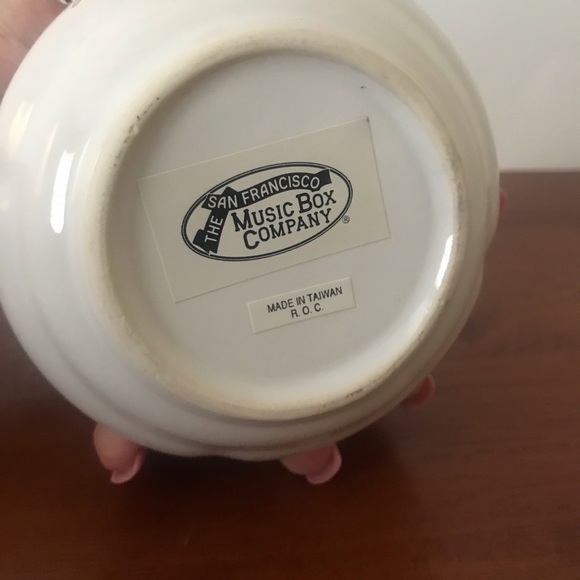 THE SAN FRANCISCO
MUSIC BOX
COMPANY ®
MADE IN TAIWAN
R. O. C.